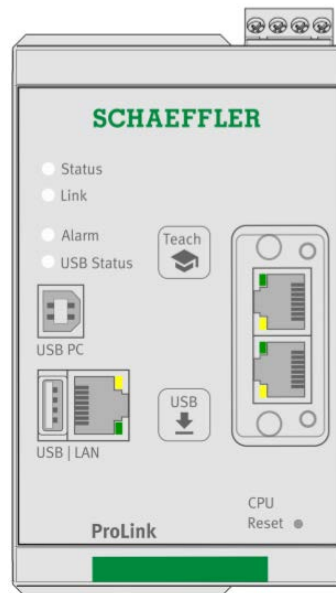 SCHAEFFLER
Status
Link
Alarm
USB Status
Teach
USB PC
USB
USB | LAN
CPU
Reset
ProLink